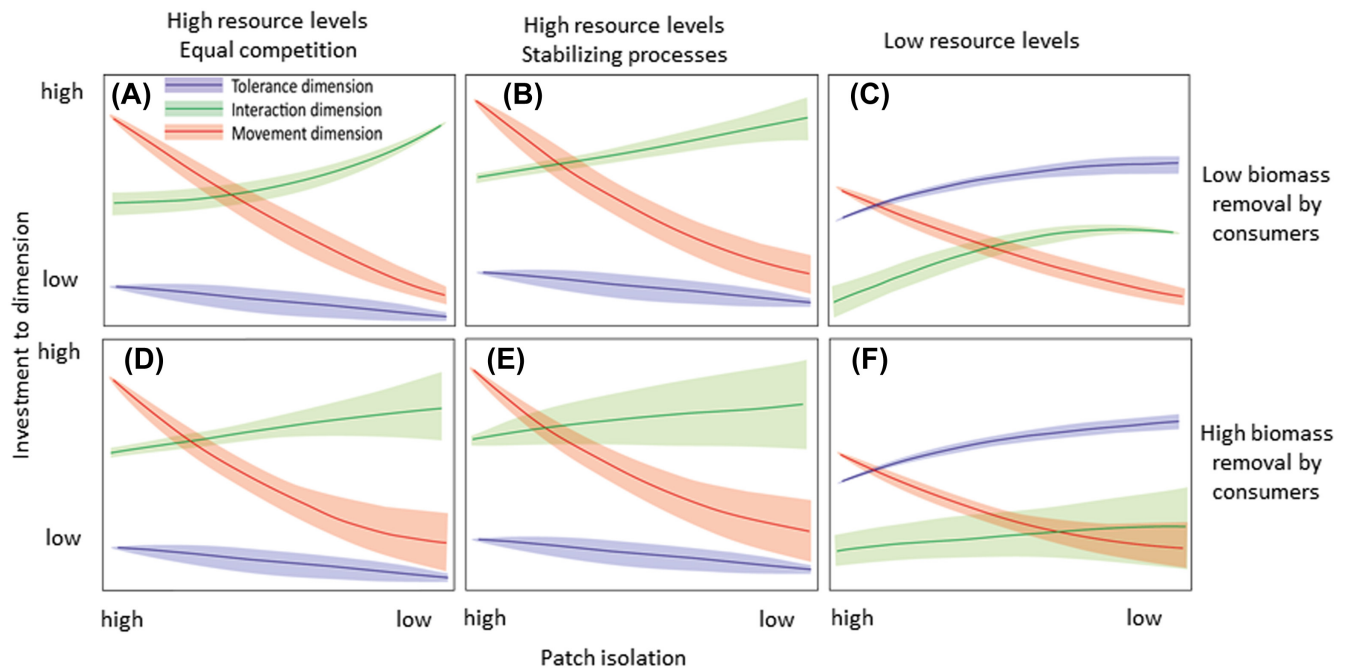 High resource levels
Equal competition
High resource levels
Stabilizing processes
Low resource levels
high
low
(A)
Tolerance dimension
Interaction dimension
Movement dimension
(B)
(C)
Low biomass
removal by
consumers
Investment to dimension
high
low
(D)
(E)
(F)
High biomass
removal by
consumers
high
low
high
low
high
low
Patch isolation